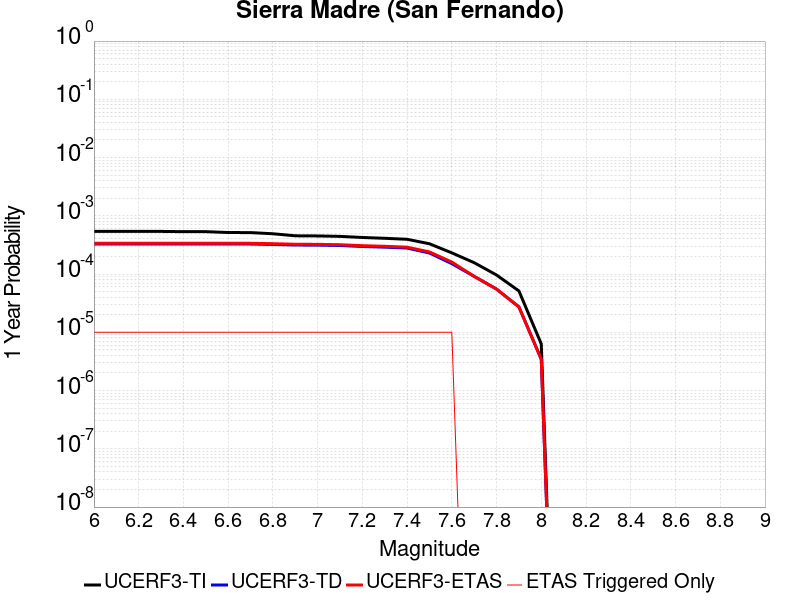 Sierra Madre (San Fernando)
10^0
10^-1
10^-2
10^-3
10^-4
10^-5
10^-6
10^-7
10^-8
1 Year Probability
6 6.2 6.4 6.6 6.8 7 7.2 7.4 7.6 7.8 8 8.2 8.4 8.6 8.8 9
Magnitude
UCERF3-TI UCERF3-TD UCERF3-ETAS ETAS Triggered Only